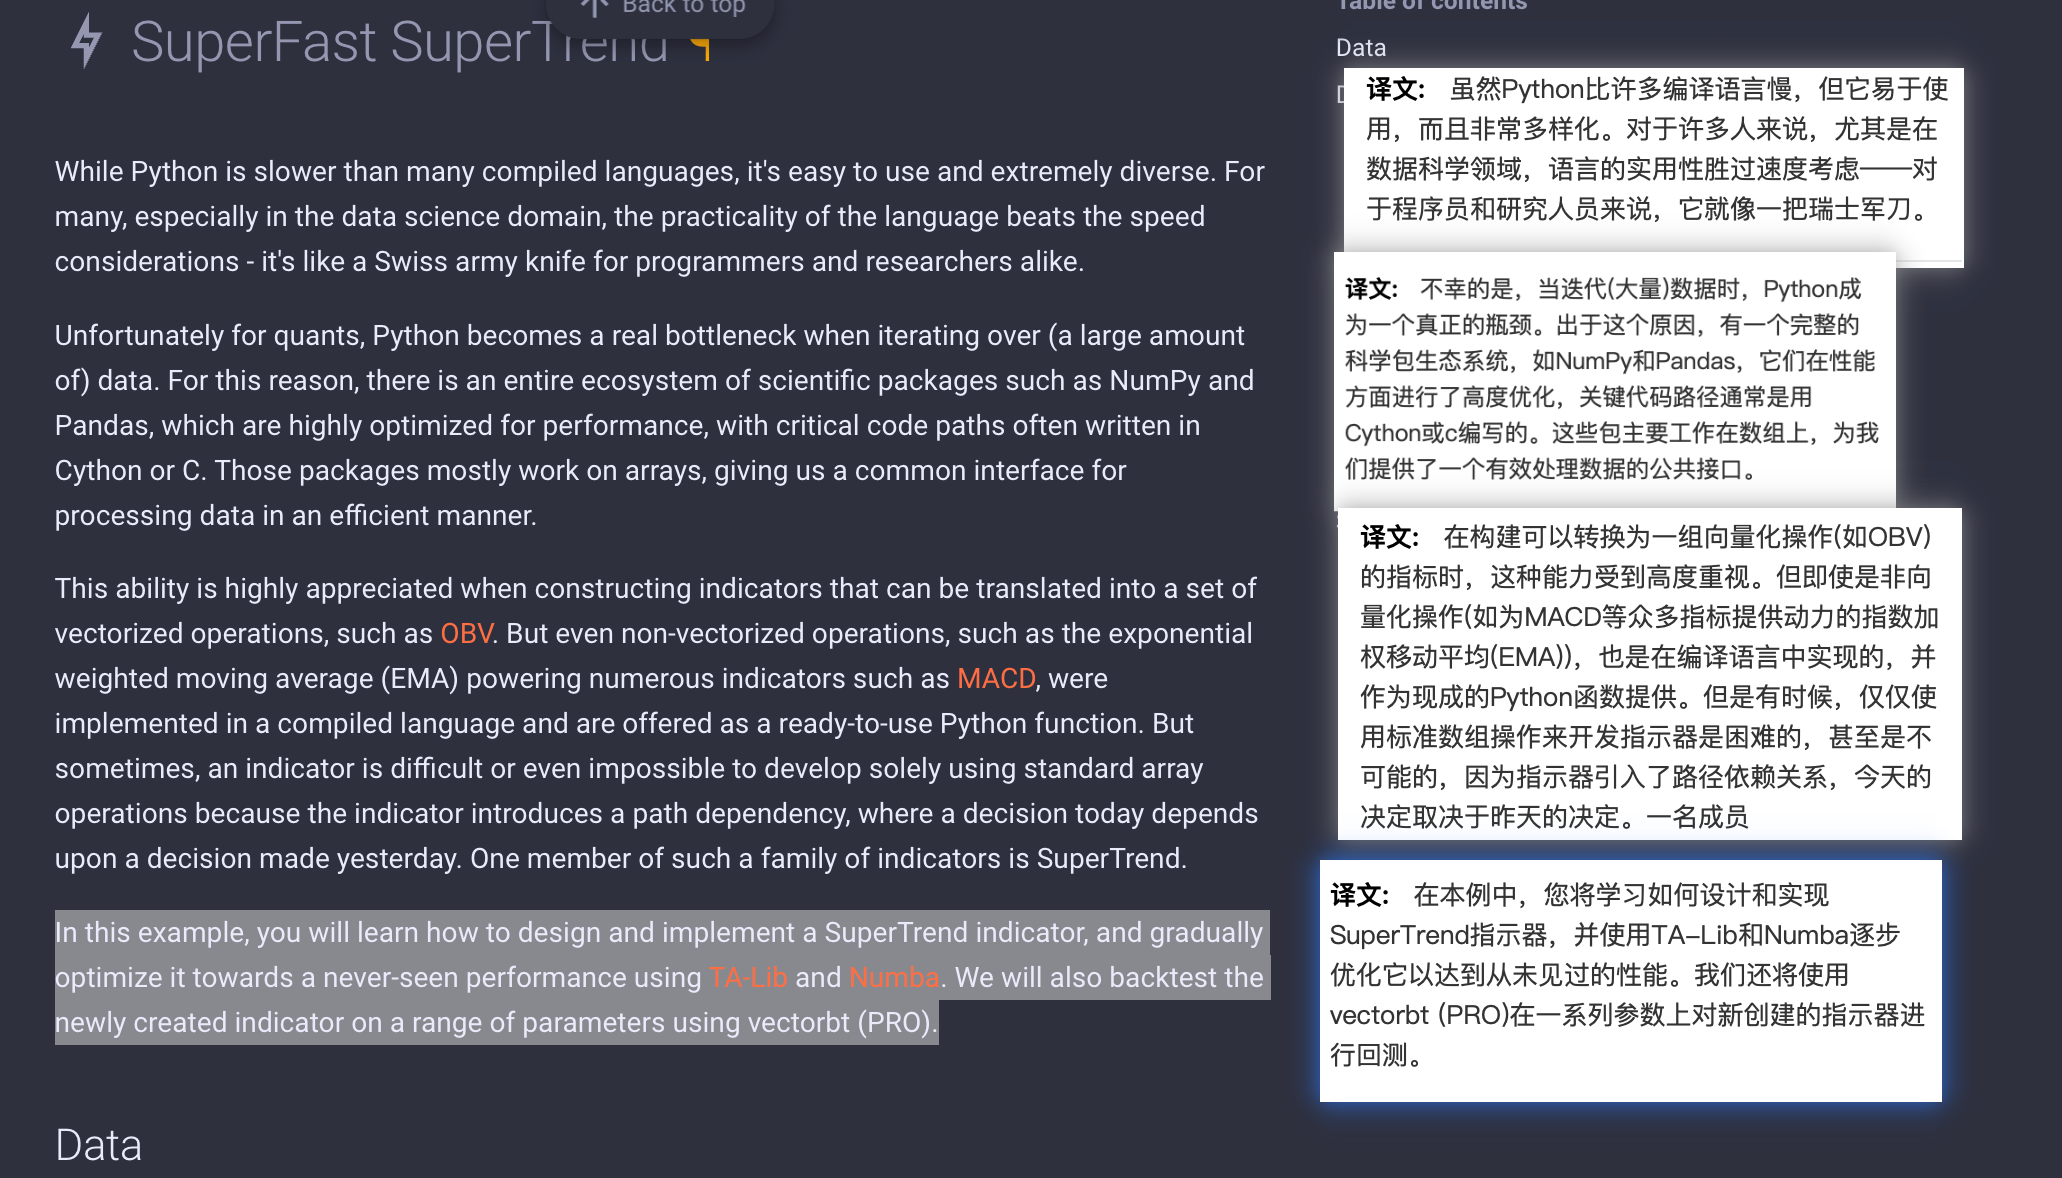 Back to top
SuperFast SuperTrend ¶
While Python is slower than many compiled languages, it's easy to use and extremely diverse. For
many, especially in the data science domain, the practicality of the language beats the speed
considerations - it's like a Swiss army knife for programmers and researchers alike.
Unfortunately for quants, Python becomes a real bottleneck when iterating over (a large amount
of) data. For this reason, there is an entire ecosystem of scientific packages such as NumPy and
Pandas, which are highly optimized for performance, with critical code paths often written in
Cython or C. Those packages mostly work on arrays, giving us a common interface for
processing data in an efficient manner.
This ability is highly appreciated when constructing indicators that can be translated into a set of
vectorized operations, such as OBV. But even non-vectorized operations, such as the exponential
weighted moving average (EMA) powering numerous indicators such as MACD, were
implemented in a compiled language and are offered as a ready-to-use Python function. But
sometimes, an indicator is difficult or even impossible to develop solely using standard array
operations because the indicator introduces a path dependency, where a decision today depends
upon a decision made yesterday. One member of such a family of indicators is SuperTrend.
In this example, you will learn how to design and implement a SuperTrend indicator, and gradually
optimize it towards a never-seen performance using TA-Lib and Numba. We will also backtest the
newly created indicator on a range of parameters using vectorbt (PRO).
Data
Table of contents
Data
译文: 虽然Python比许多编译语言慢，但它易于使
用，而且非常多样化。对于许多人来说，尤其是在
数据科学领域，语言的实用性胜过速度考虑——对
于程序员和研究人员来说，它就像一把瑞士军刀。
译文: 不幸的是，当迭代(大量)数据时，Python成
为一个真正的瓶颈。出于这个原因，有一个完整的
科学包生态系统，如NumPy和Pandas，它们在性能
方面进行了高度优化，关键代码路径通常是用
Cython或c编写的。这些包主要工作在数组上，为我
们提供了一个有效处理数据的公共接口。
译文: 在构建可以转换为一组向量化操作(如OBV)
的指标时，这种能力受到高度重视。但即使是非向
量化操作(如为MACD等众多指标提供动力的指数加
权移动平均(EMA))，也是在编译语言中实现的，并
作为现成的Python函数提供。但是有时候，仅仅使
用标准数组操作来开发指示器是困难的，甚至是不
可能的，因为指示器引入了路径依赖关系，今天的
决定取决于昨天的决定。一名成员
译文: 在本例中，您将学习如何设计和实现
SuperTrend指示器，并使用TA-Lib和Numba逐步
优化它以达到从未见过的性能。我们还将使用
vectorbt (PRO)在一系列参数上对新创建的指示器进
行回测。